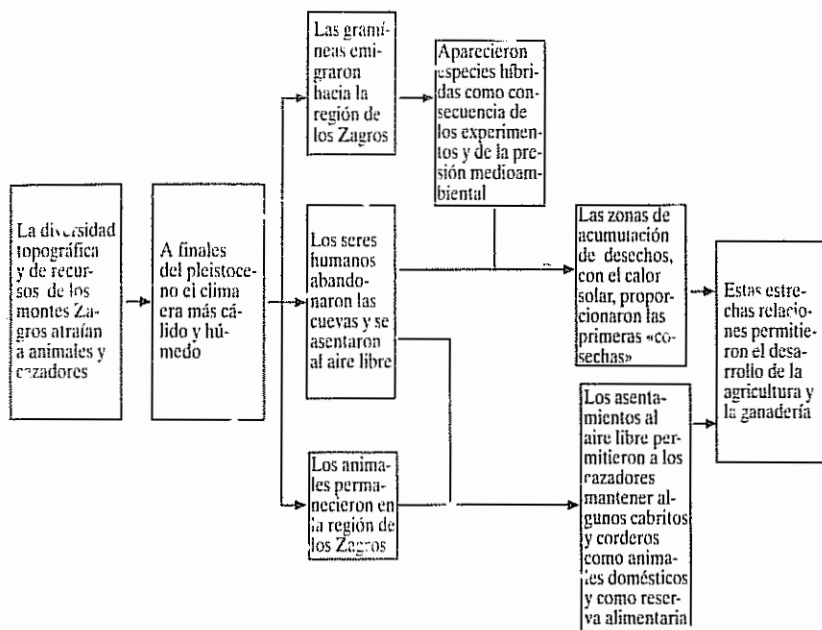 La diversidad
topográfica
y de recur-
sos de los
montes Za-
gros atraían
a animales y
cazadores
A finales
del pleistoce-
no el clima
era más cá-
lido y hú-
medo
Las gramí-
neas emi-
graron
hacia la
región de
los Zagros
Aparecieron
especies híbri-
das como con-
secuencia de
los experimen-
tos y de la pre-
sión medioam-
biental
Los seres
humanos
abando-
naron las
cuevas y se
asentaron
al aire libre
Los anima-
les perma-
necieron en
la región de
los Zagros
Las zonas de
acumutación
de desechos,
con el calor
solar, propor-
cionaron las
primeras «co-
sechas»
Los asenta-
mientos al
aire libre per-
mitieron a los
cazadores
mantener al-
gunos cabritos
y corderos
como anima-
les domésticos
y como reser-
va alimentaria
Estas estre-
chas relacio-
nes permitie-
ron el desa-
rrollo de la
agricultura y
la ganadería